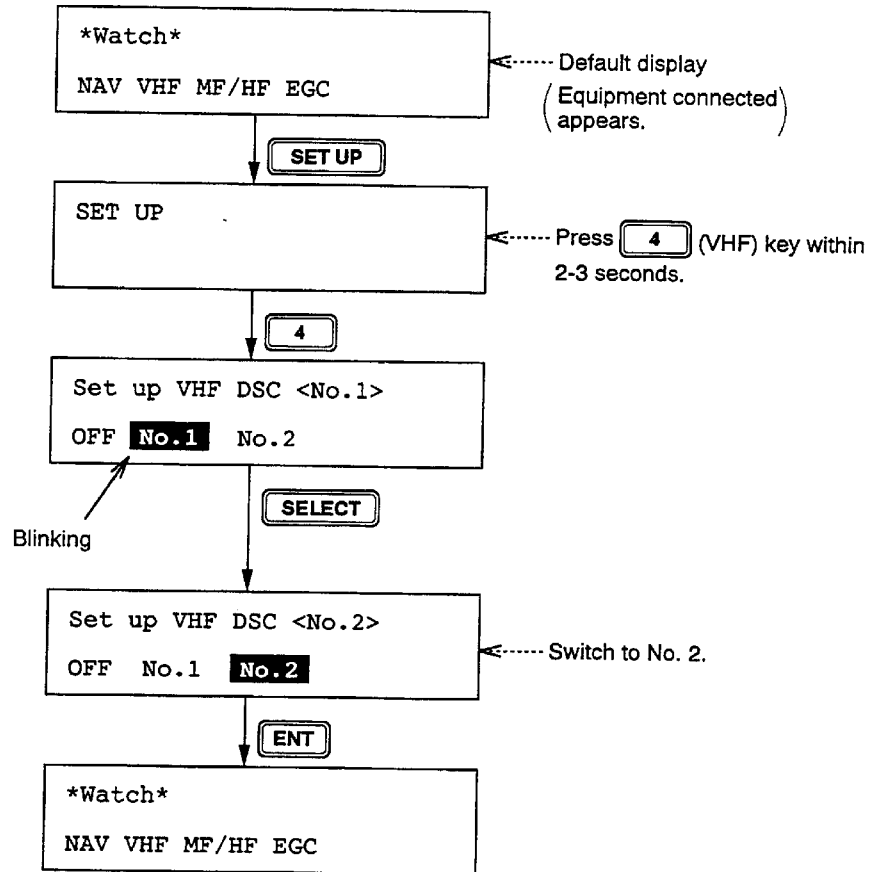 *Watch*
NAV VHF MF/HF EGC
Default display
(Equipment connected
appears.)
SET UP
SET UP
Press 4 (VHF) key within
2-3 seconds.
4
Set up VHF DSC <No.1>
OFF No.1 No.2
Blinking
SELECT
Set up VHF DSC <No.2>
OFF No.1 No.2
Switch to No. 2.
ENT
*Watch*
NAV VHF MF/HF EGC